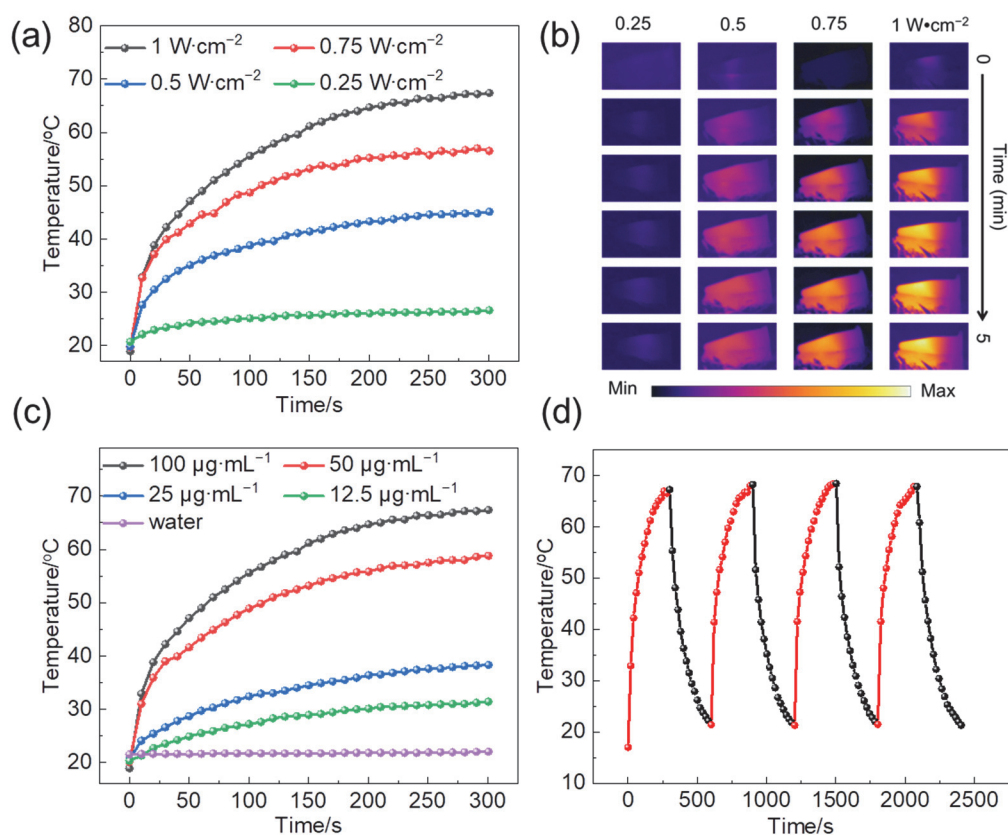 (a)
1 W·cm⁻² 0.75 W·cm⁻²
0.5 W·cm⁻² 0.25 W·cm⁻²
80
70
60
50
40
30
20
Temperature/ºC
0 50 100 150 200 250 300
Time/s
(b)
0.25 0.5 0.75 1 W•cm⁻²
0
Time (min)
5
Min Max
(c)
100 µg·mL⁻¹ 50 µg·mL⁻¹
25 µg·mL⁻¹ 12.5 µg·mL⁻¹
water
70
60
50
40
30
20
Temperature/ºC
0 50 100 150 200 250 300
Time/s
(d)
80
70
60
50
40
30
20
10
Temperature/ºC
0 500 1000 1500 2000 2500
Time/s